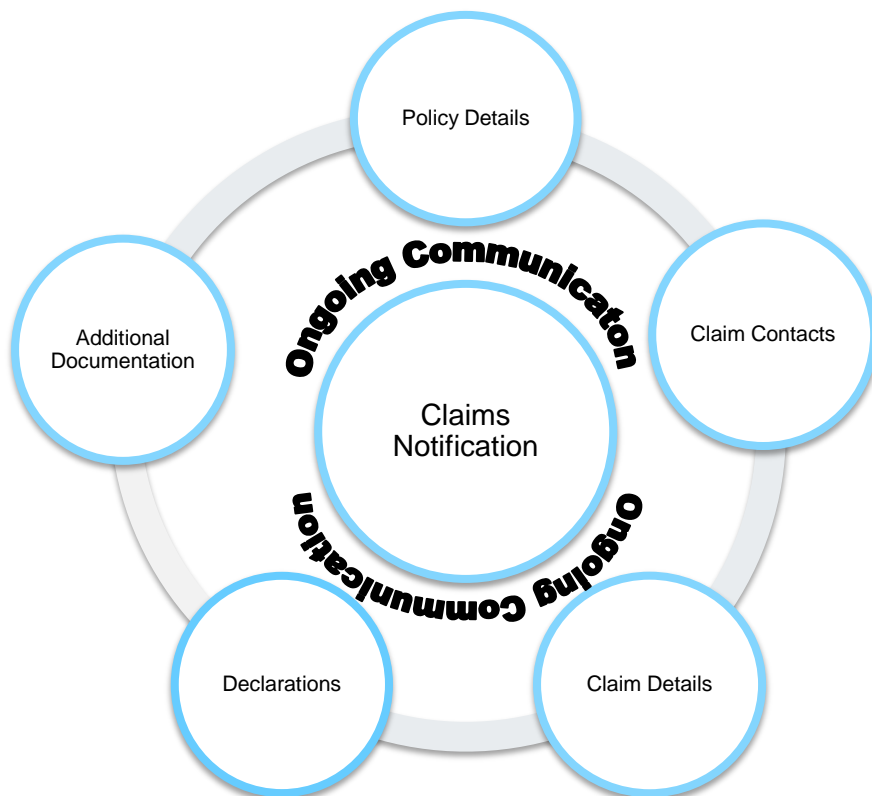 Policy Details
Ongoing Communicaton
Additional
Documentation
Claim Contacts
Claims
Notification
Ongoing Communication
Declarations
Claim Details